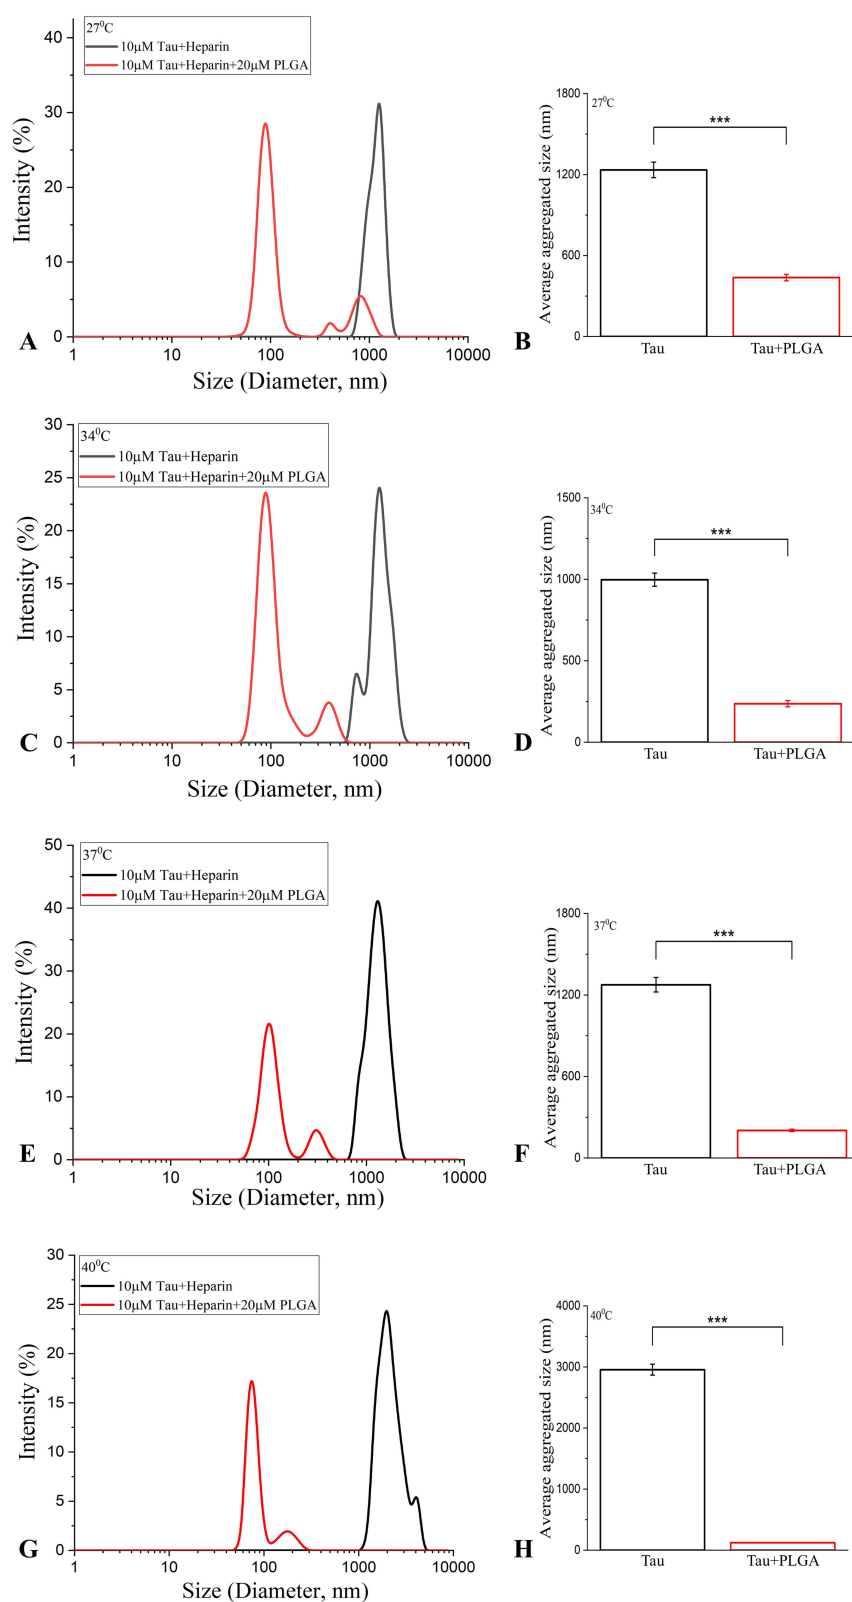 27⁰C
10μM Tau+Heparin
10μM Tau+Heparin+20μM PLGA
40
30
20
10
0
Intensity (%)
1
10
100
1000
10000
Size (Diameter, nm)
A
27⁰C
***
1800
1200
600
0
Average aggregated size (nm)
Tau
Tau+PLGA
B
34⁰C
10μM Tau+Heparin
10μM Tau+Heparin+20μM PLGA
30
25
20
15
10
5
0
Intensity (%)
1
10
100
1000
10000
Size (Diameter, nm)
C
34⁰C
***
1500
1000
500
0
Average aggregated size (nm)
Tau
Tau+PLGA
D
37⁰C
10μM Tau+Heparin
10μM Tau+Heparin+20μM PLGA
50
40
30
20
10
0
Intensity (%)
1
10
100
1000
10000
Size (Diameter, nm)
E
37⁰C
***
1800
1200
600
0
Average aggregated size (nm)
Tau
Tau+PLGA
F
40⁰C
10μM Tau+Heparin
10μM Tau+Heparin+20μM PLGA
30
25
20
15
10
5
0
Intensity (%)
1
10
100
1000
10000
Size (Diameter, nm)
G
40⁰C
***
4000
3000
2000
1000
0
Average aggregated size (nm)
Tau
Tau+PLGA
H